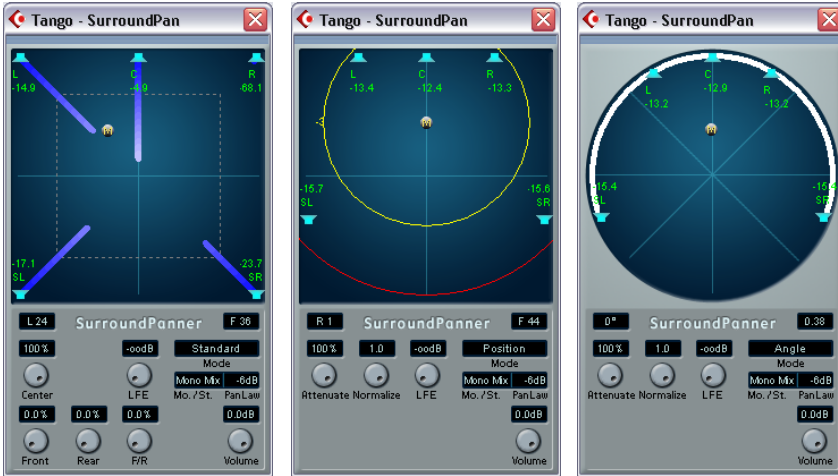 Tango - SurroundPan
L
C
R
-14.9
-4.9
-68.1
-17.1
-23.7
SL
SR
L 24
SurroundPanner
F 36
100%
-oodB
Standard
Mode
Mono Mix
-6dB
Center
LFE
Mo./St.
PanLaw
0.0%
0.0%
0.0%
0.0dB
Front
Rear
F/R
Volume
Tango - SurroundPan
L
C
R
-13.4
-12.4
-13.3
-15.7
-15.6
SL
SR
R 1
SurroundPanner
F 44
100%
1.0
-oodB
Position
Mode
Mono Mix
-6dB
Attenuate
Normalize
LFE
Mo./St.
PanLaw
0.0dB
Volume
Tango - SurroundPan
C
-12.9
L
R
-13.2
-13.2
-15.4
SL
SR
0°
SurroundPanner
0.38
100%
1.0
-oodB
Angle
Mode
Mono Mix
-6dB
Attenuate
Normalize
LFE
Mo./St.
PanLaw
0.0dB
Volume